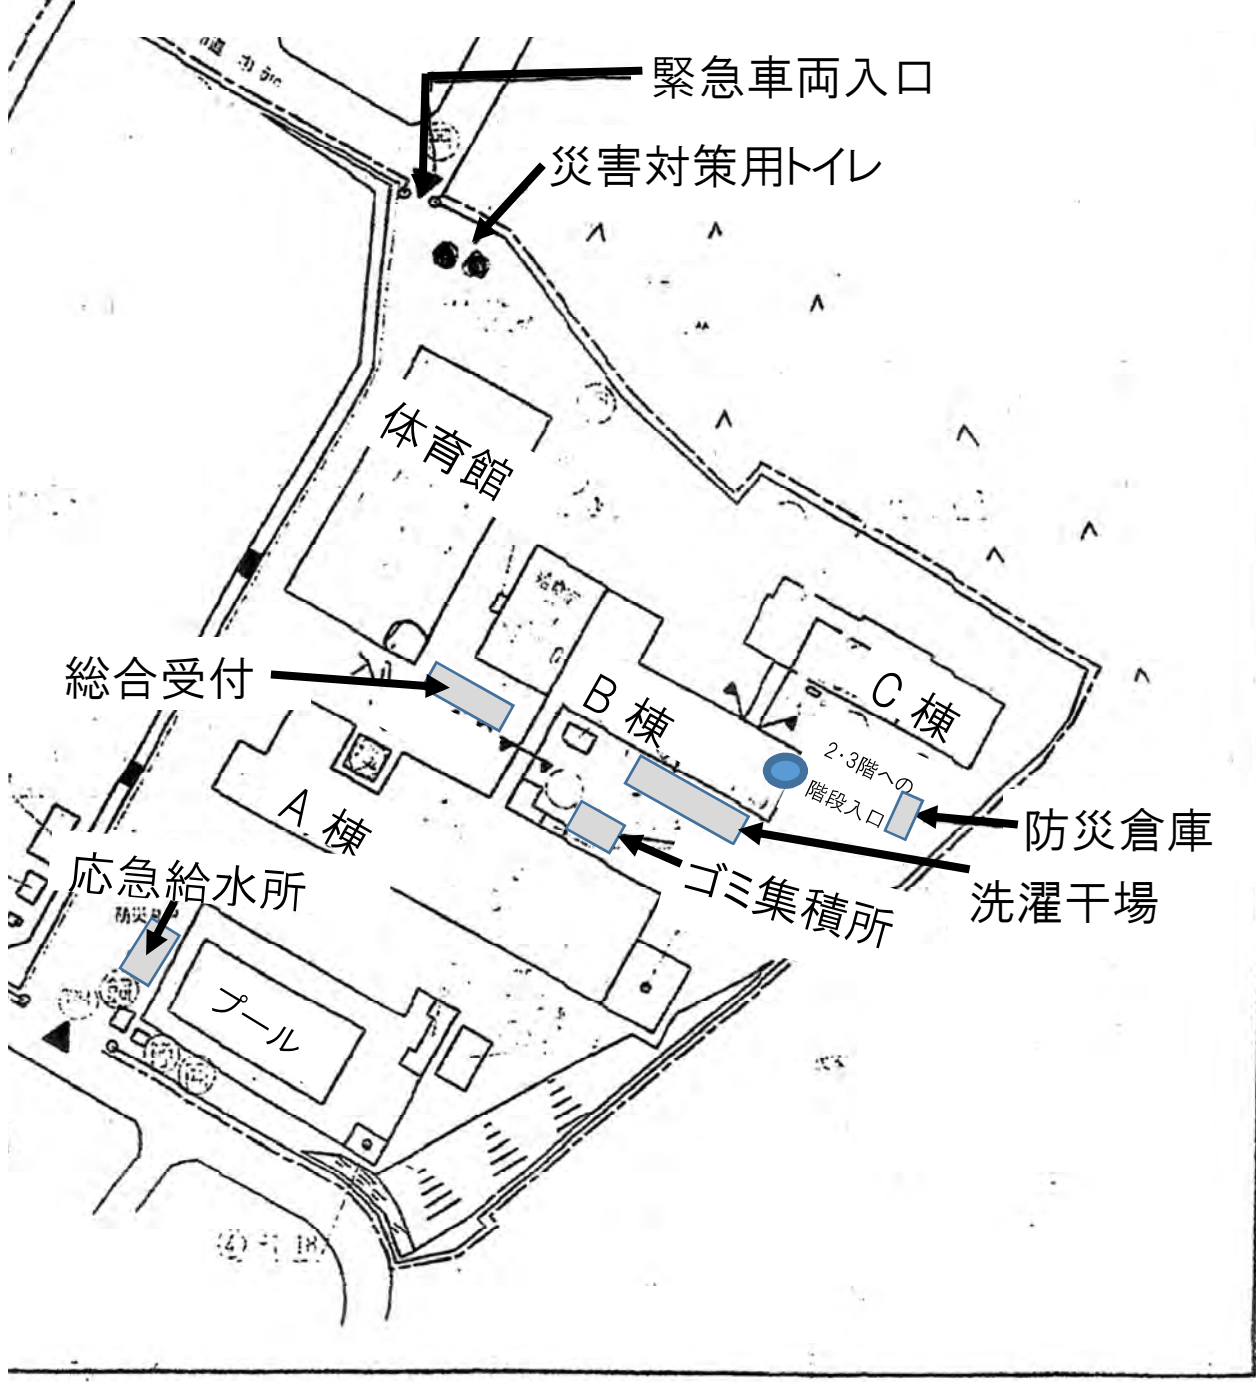 緊急車両入口
災害対策用トイレ
体育館
総合受付
B 棟
C 棟
2・3階への
階段入口
A 棟
防災倉庫
応急給水所
ゴミ集積所
洗濯干場
プール